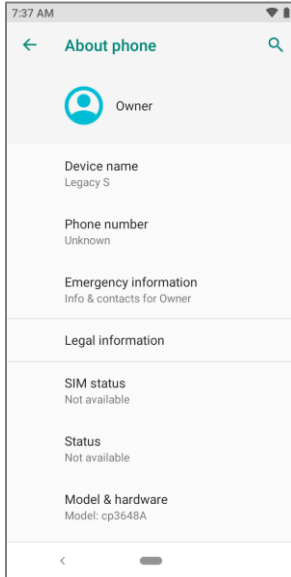 7:37 AM
About phone
Owner
Device name
Legacy S
Phone number
Unknown
Emergency information
Info & contacts for Owner
Legal information
SIM status
Not available
Status
Not available
Model & hardware
Model: cp3648A